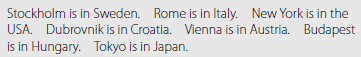 Stockholm is in Sweden. Rome is in Italy. New York is in the
USA. Dubrovnik is in Croatia. Vienna is in Austria. Budapest
is in Hungary. Tokyo is in Japan.